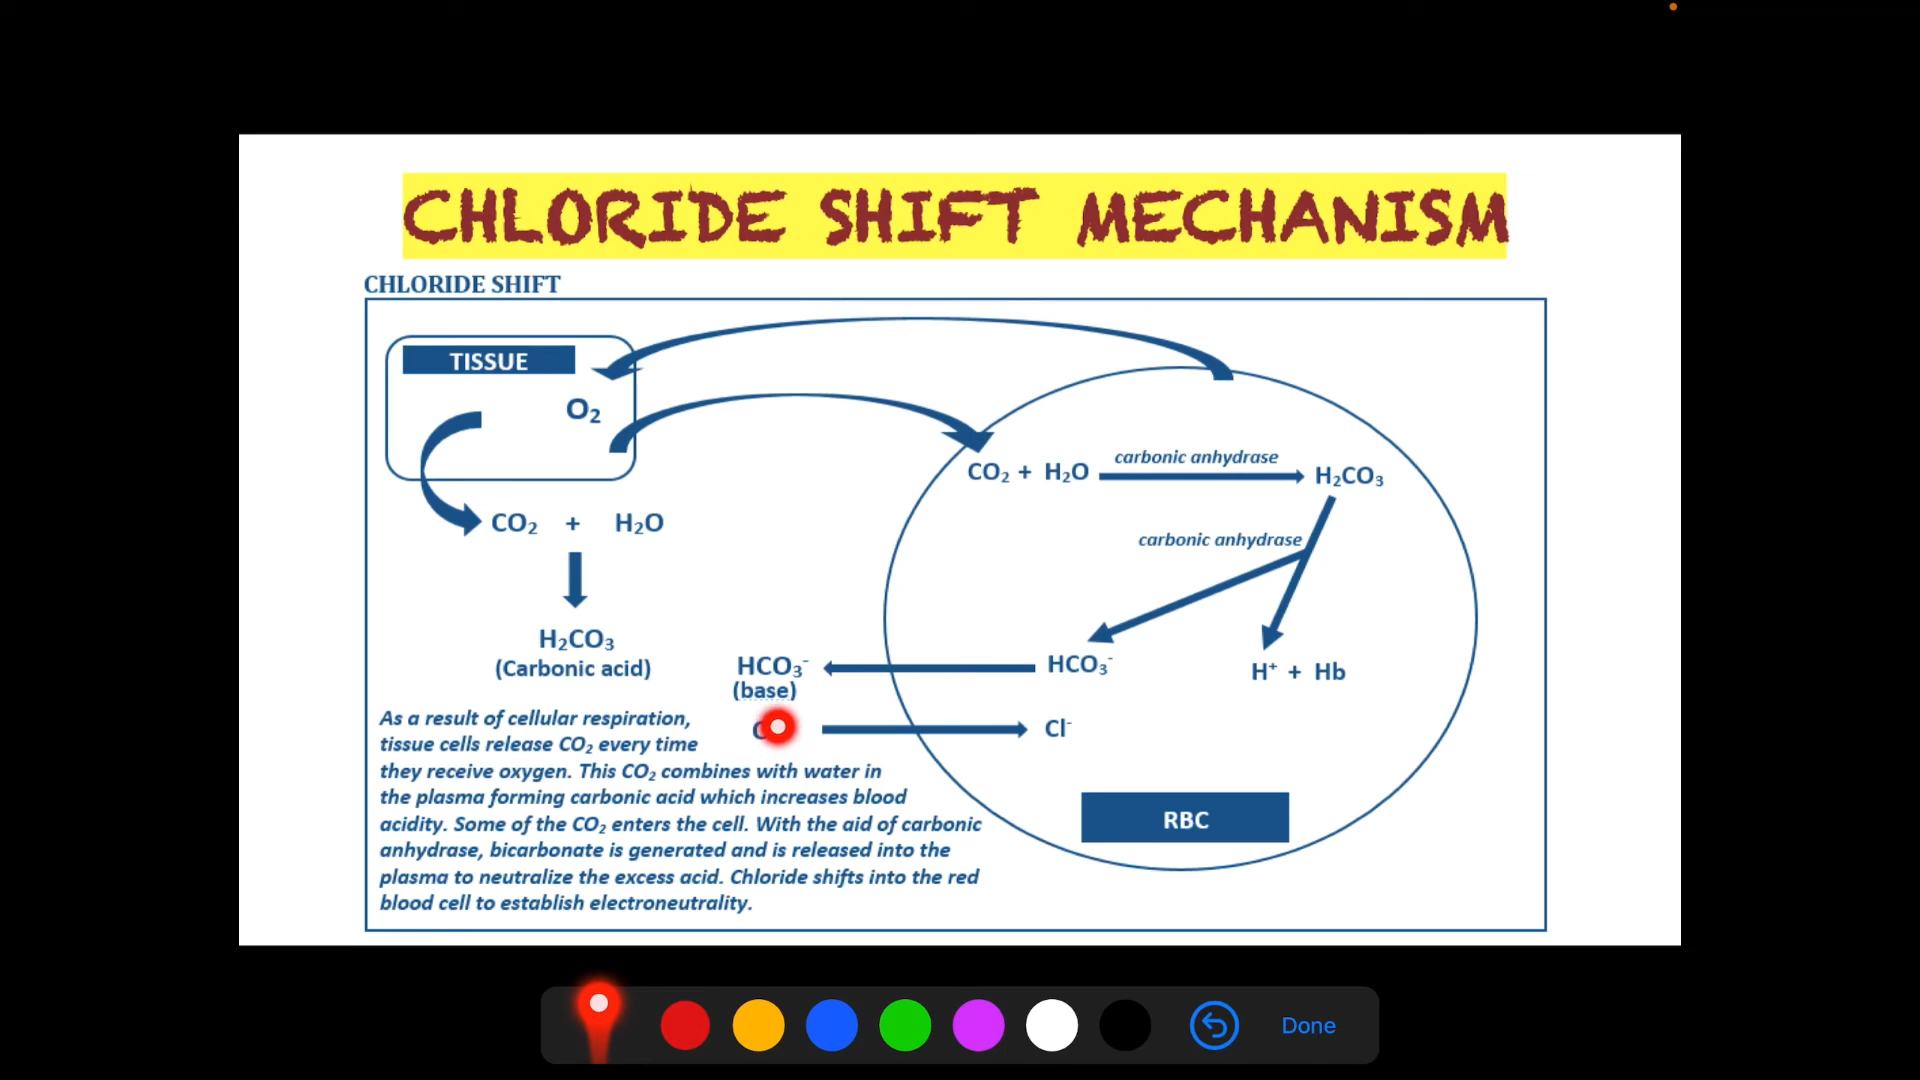 CHLORIDE SHIFT MECHANISM
CHLORIDE SHIFT
TISSUE
O₂
CO₂ + H₂O carbonic anhydrase H₂CO₃
CO₂ + H₂O
carbonic anhydrase
H₂CO₃
(Carbonic acid)
HCO₃⁻
(base)
HCO₃⁻
H⁺ + Hb
Cl⁻
As a result of cellular respiration,
tissue cells release CO₂ every time
they receive oxygen. This CO₂ combines with water in
the plasma forming carbonic acid which increases blood
acidity. Some of the CO₂ enters the cell. With the aid of carbonic
anhydrase, bicarbonate is generated and is released into the
plasma to neutralize the excess acid. Chloride shifts into the red
blood cell to establish electroneutrality.
RBC
Done